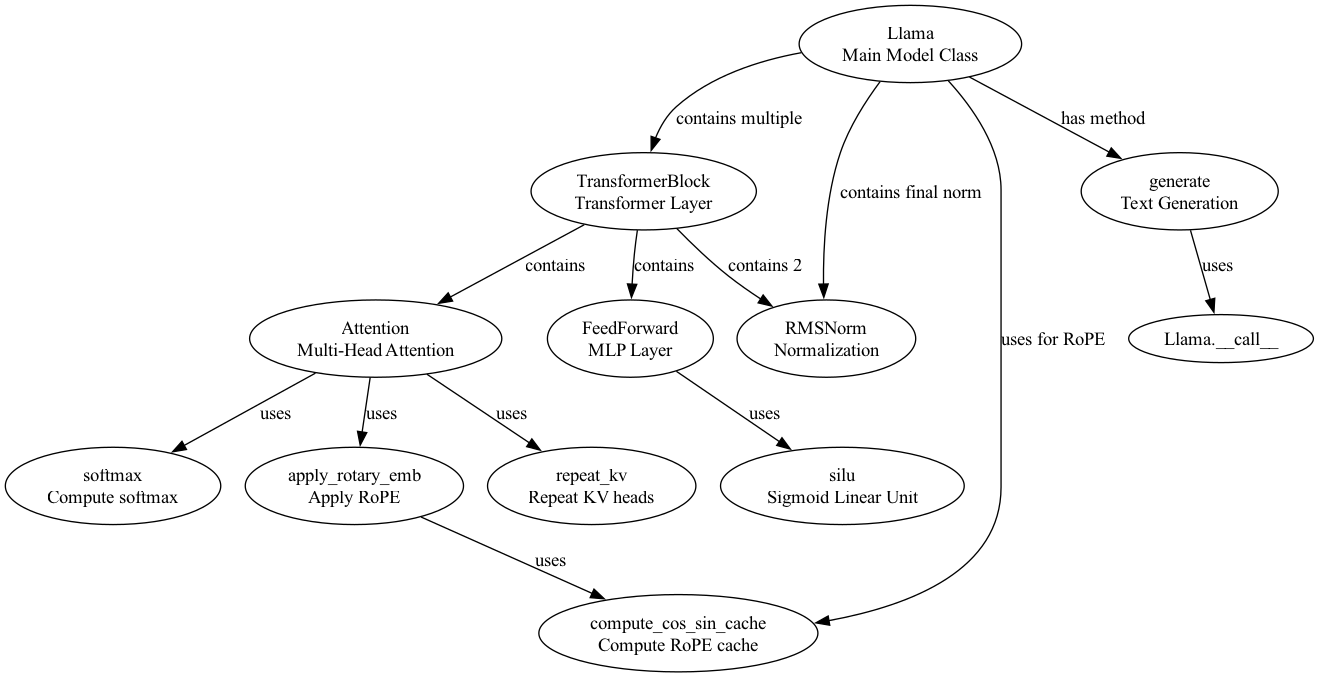 Llama
Main Model Class
contains multiple
has method
TransformerBlock
Transformer Layer
contains final norm
generate
Text Generation
contains
contains
contains 2
uses
Attention
Multi-Head Attention
FeedForward
MLP Layer
RMSNorm
Normalization
uses for RoPE
Llama.__call__
uses
uses
uses
uses
softmax
Compute softmax
apply_rotary_emb
Apply RoPE
repeat_kv
Repeat KV heads
silu
Sigmoid Linear Unit
uses
compute_cos_sin_cache
Compute RoPE cache